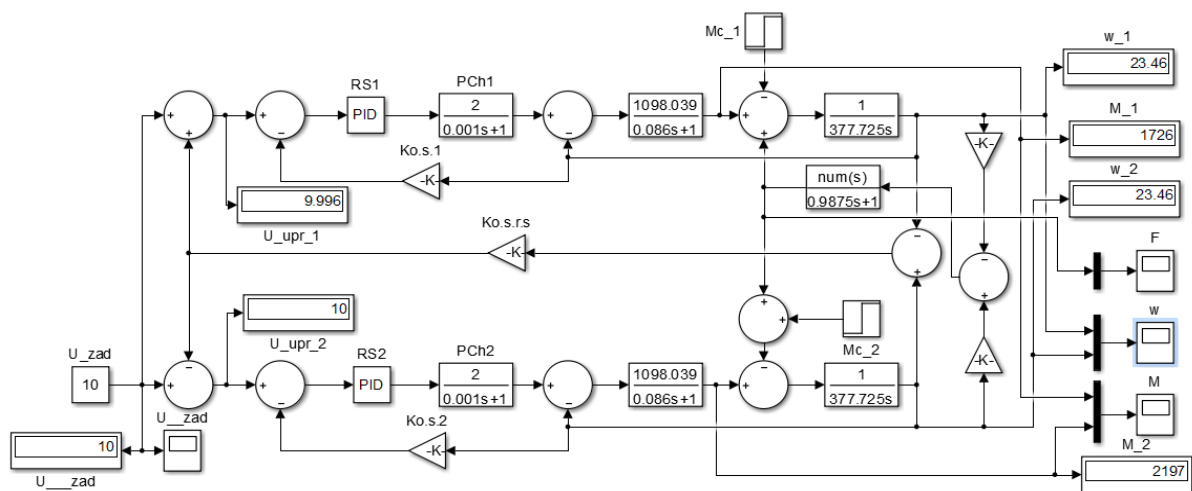 Mc_1
w_1
23.46
RS1
PCh1
+
+
+
-
PID
2
0.001s+1
+
-
1098.039
0.086s+1
-
+
+
1
377.725s
M_1
1726
Ko.s.1
-K-
-K-
w_2
23.46
num(s)
0.9875s+1
9.996
U_upr_1
Ko.s.r.s
-K-
-
+
-
+
F
10
U_upr_2
+
+
Mc_2
w
U_zad
10
RS2
PCh2
-
+
+
-
PID
2
0.001s+1
+
-
1098.039
0.086s+1
-
+
1
377.725s
-K-
U__zad
Ko.s.2
-K-
M
10
U___zad
M_2
2197